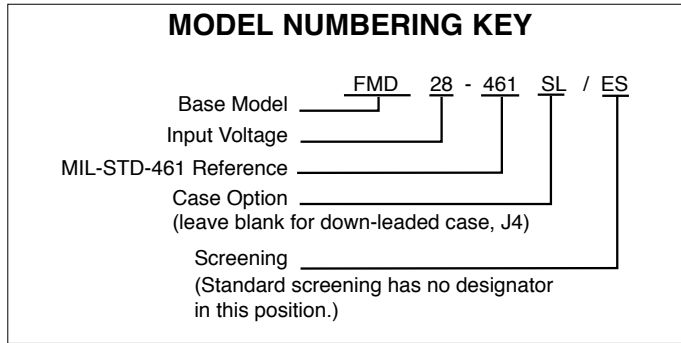 MODEL NUMBERING KEY
FMD 28 - 461 SL / ES
Base Model
Input Voltage
MIL-STD-461 Reference
Case Option
(leave blank for down-leaded case, J4)
Screening
(Standard screening has no designator
in this position.)